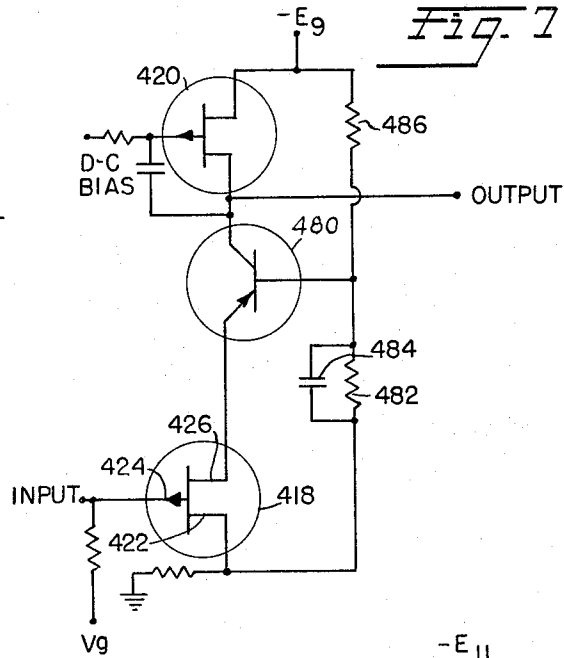 -E9
Fig. 7
420
486
D-C
BIAS
OUTPUT
480
484
482
426
424
INPUT
418
422
Vg
-E11